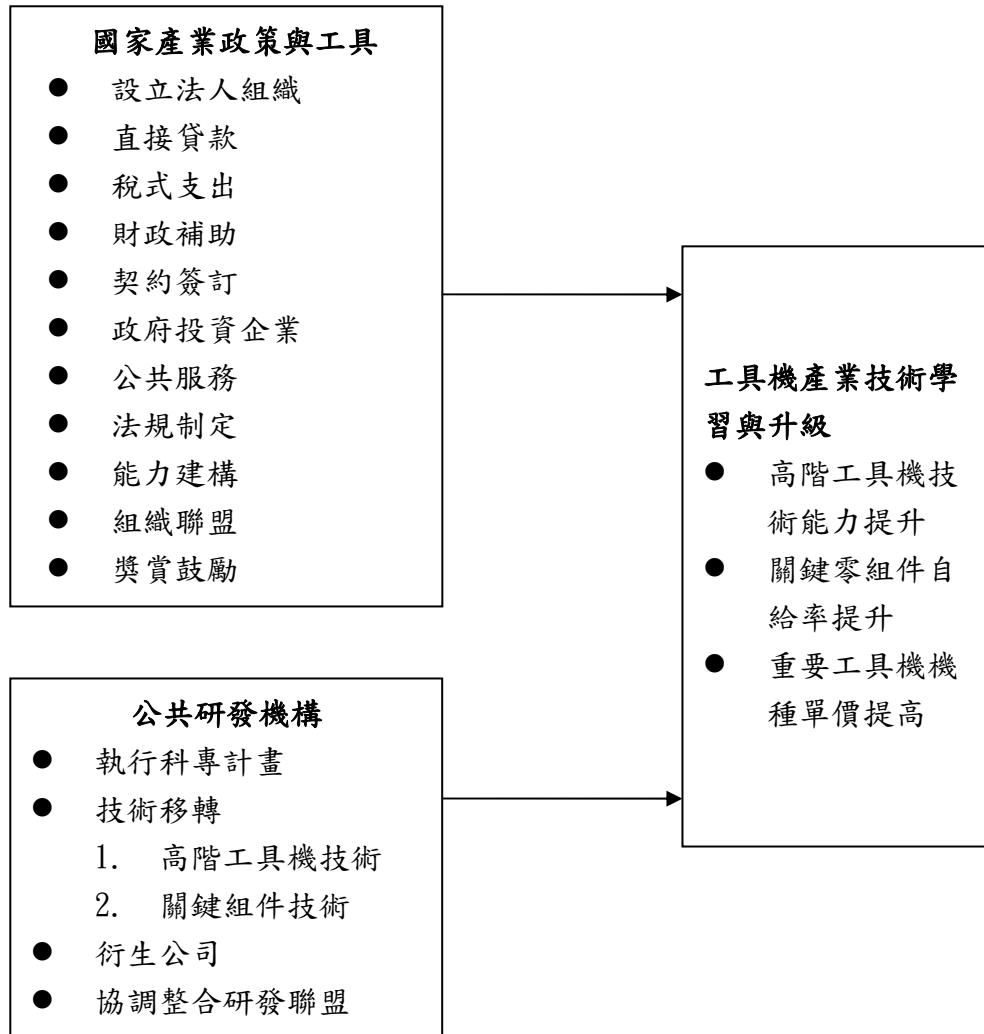 國家產業政策與工具
● 設立法人組織
● 直接貸款
● 稅式支出
● 財政補助
● 契約簽訂
● 政府投資企業
● 公共服務
● 法規制定
● 能力建構
● 組織聯盟
● 獎賞鼓勵
公共研發機構
● 執行科專計畫
● 技術移轉
1. 高階工具機技術
2. 關鍵組件技術
● 衍生公司
● 協調整合研發聯盟
工具機產業技術學
習與升級
● 高階工具機技
術能力提升
● 關鍵零組件自
給率提升
● 重要工具機機
種單價提高